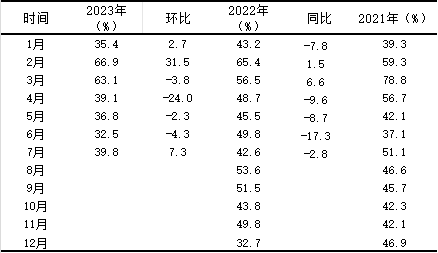 时间 2023年（%） 环比 2022年（%） 同比 2021年（%）
1月 35.4 2.7 43.2 -7.8 39.3
2月 66.9 31.5 65.4 1.5 59.3
3月 63.1 -3.8 56.5 6.6 78.8
4月 39.1 -24.0 48.7 -9.6 56.7
5月 36.8 -2.3 45.5 -8.7 42.1
6月 32.5 -4.3 49.8 -17.3 37.1
7月 39.8 7.3 42.6 -2.8 51.1
8月 53.6 46.6
9月 51.5 45.7
10月 43.8 42.3
11月 49.8 42.1
12月 32.7 46.9